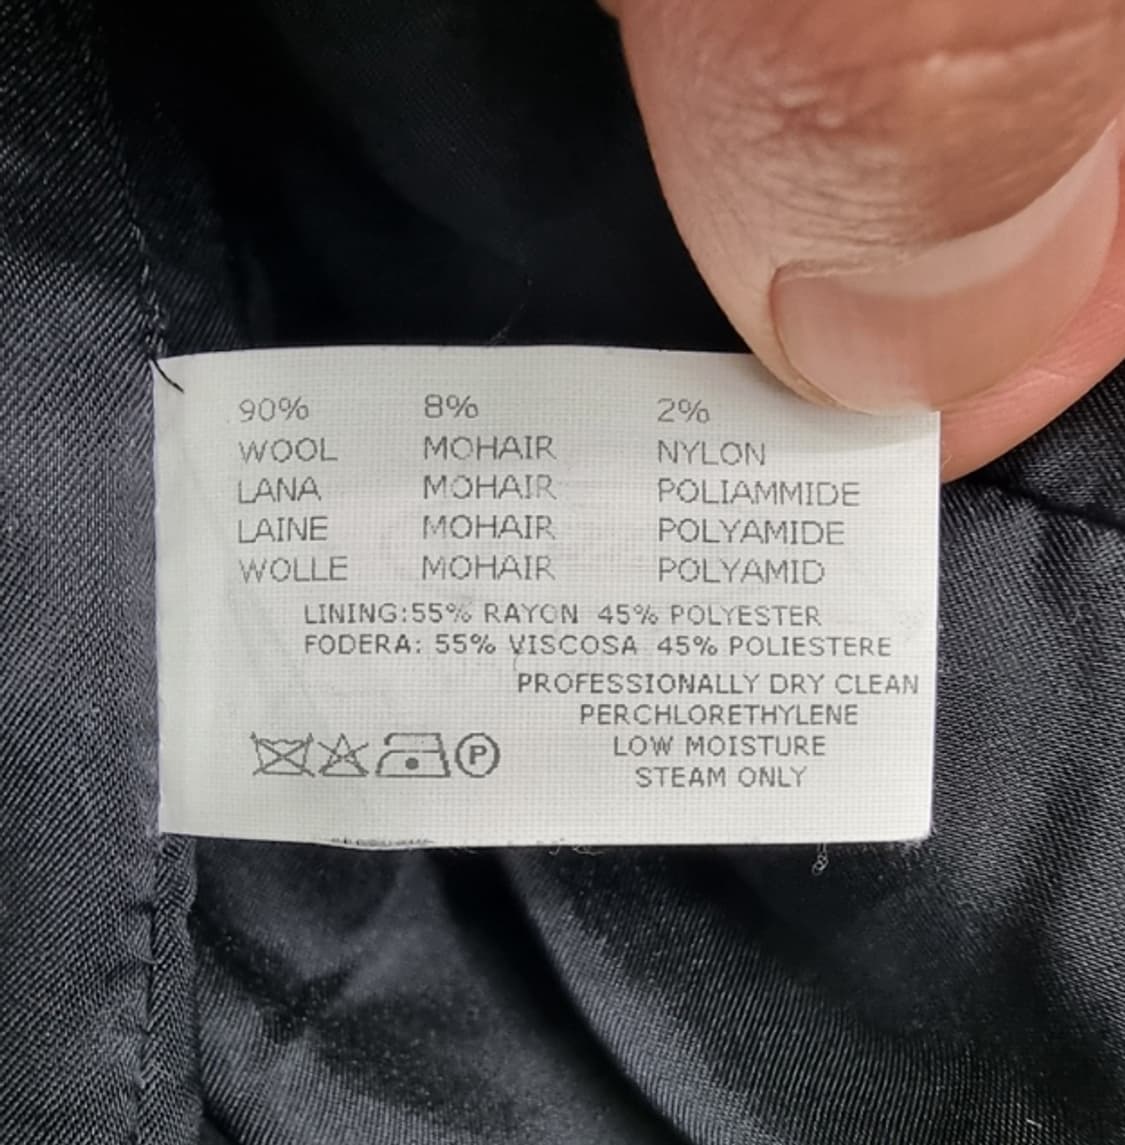 90% 8% 2%
WOOL MOHAIR NYLON
LANA MOHAIR POLIAMMIDE
LAINE MOHAIR POLYAMIDE
WOLLE MOHAIR POLYAMID
LINING:55% RAYON 45% POLYESTER
FODERA: 55% VISCOSA 45% POLIESTERE
PROFESSIONALLY DRY CLEAN
PERCHLORETHYLENE
LOW MOISTURE
STEAM ONLY
P